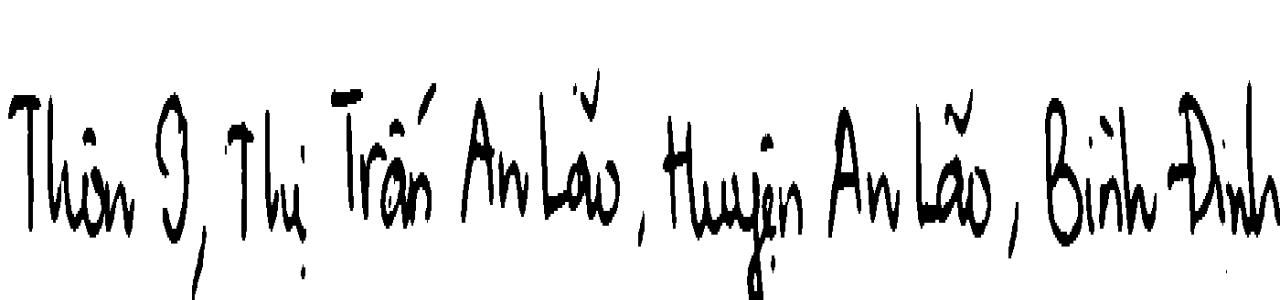 Thôn 9, Thị Trấn An Lão, Huyện An Lão, Bình Định